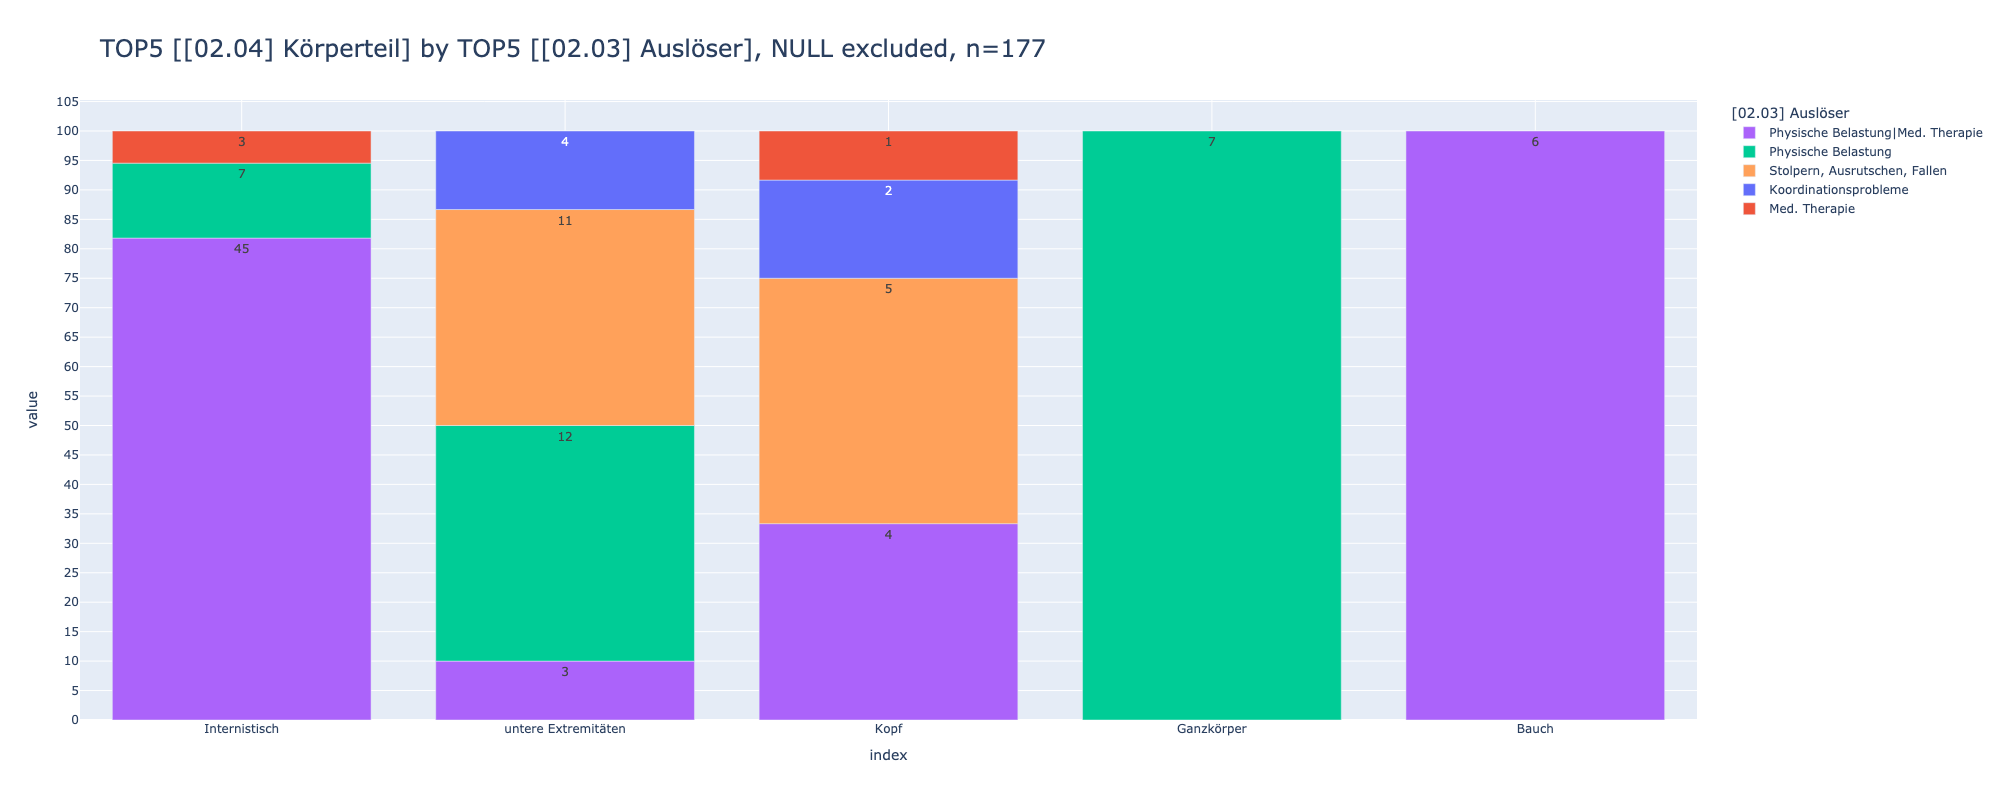 TOP5 [[02.04] Körperteil] by TOP5 [[02.03] Auslöser], NULL excluded, n=177
105
100
95
90
85
80
75
70
65
60
55
50
45
40
35
30
25
20
15
10
5
0
value
3
7
45
4
11
12
3
1
2
5
4
7
6
Internistisch
untere Extremitäten
Kopf
Ganzkörper
Bauch
index
[02.03] Auslöser
Physische Belastung|Med. Therapie
Physische Belastung
Stolpern, Ausrutschen, Fallen
Koordinationsprobleme
Med. Therapie